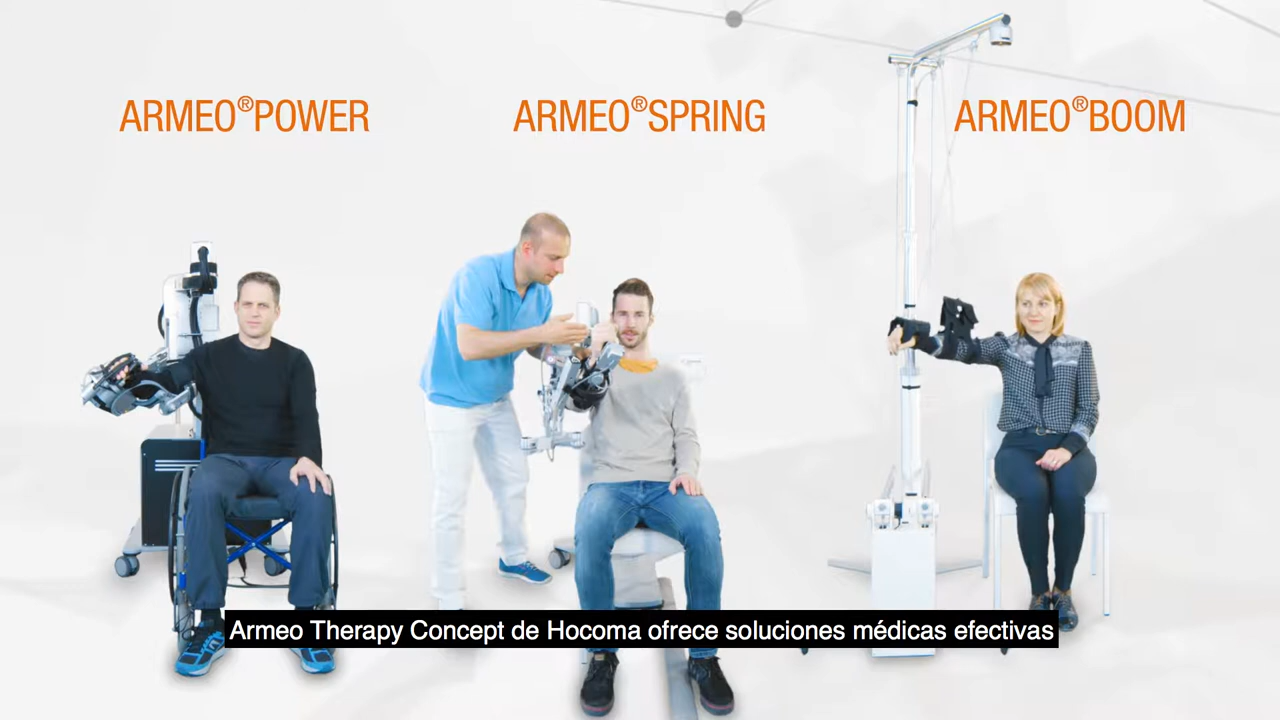 ARMEO®POWER
ARMEO®SPRING
ARMEO®BOOM
Armeo Therapy Concept de Hocoma ofrece soluciones médicas efectivas